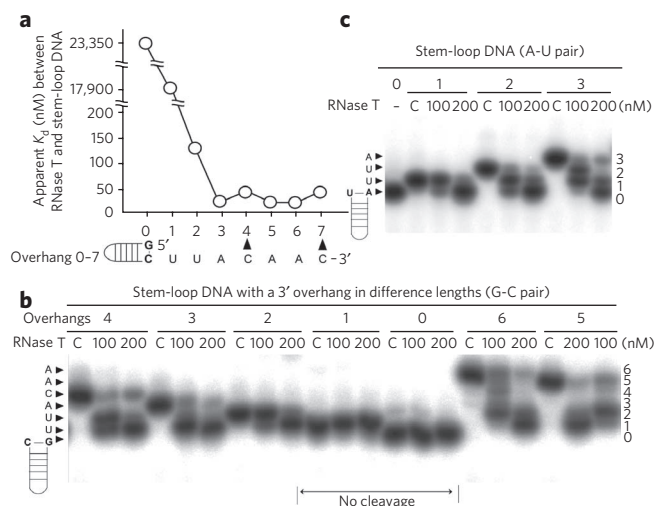 a
Apparent Kd (nM) between
RNase T and stem-loop DNA
23,350
17,900
200
150
100
50
0
0 1 2 3 4 5 6 7
G 5′
Overhang 0–7 C U U A C A A C – 3′
c
Stem-loop DNA (A-U pair)
0 1 2 3
RNase T – C 100 200 C 100 200 C 100 200 (nM)
A 3
U 2
U 1
U – A 0
b
Stem-loop DNA with a 3′ overhang in difference lengths (G-C pair)
Overhangs 4 3 2 1 0 6 5
RNase T C 100 200 C 100 200 C 100 200 C 100 200 C 100 200 C 100 200 C 200 100 (nM)
A 6
A 5
C 4
A 3
U 2
U 1
C – G 0
No cleavage